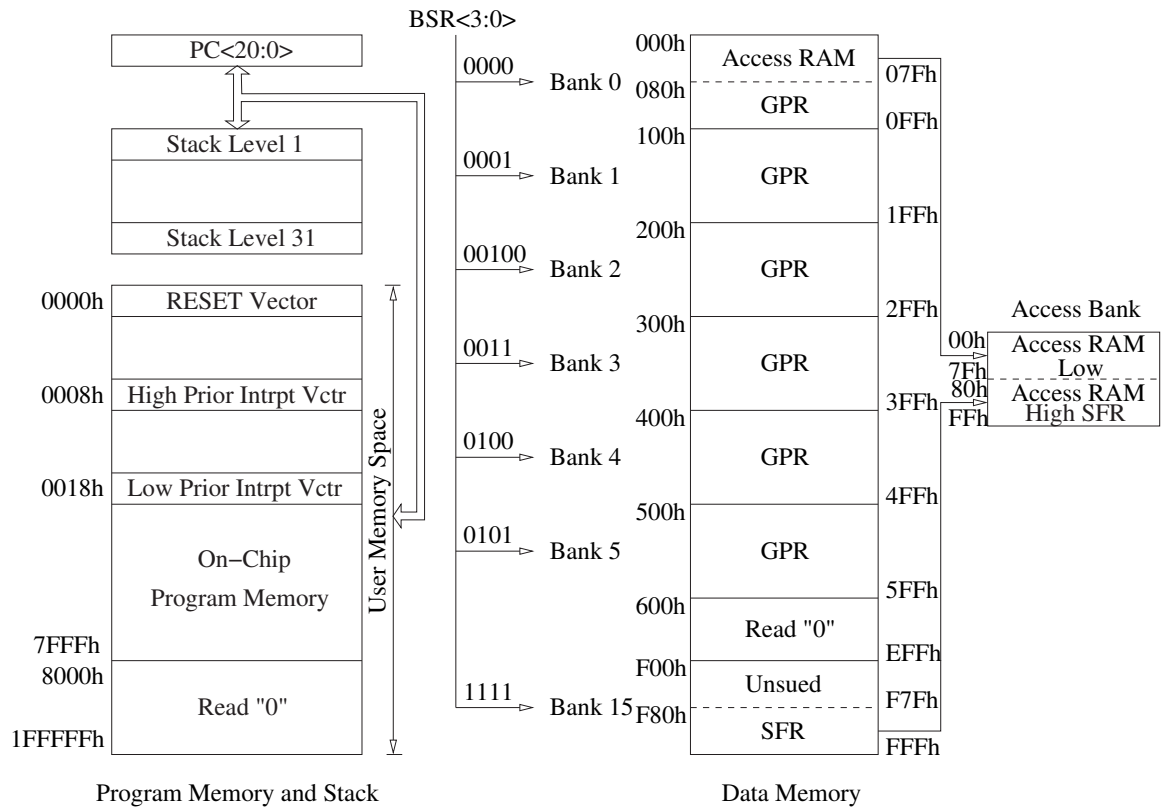 BSR<3:0>
PC<20:0>
Stack Level 1
Stack Level 31
0000h
RESET Vector
0008h
High Prior Intrpt Vctr
0018h
Low Prior Intrpt Vctr
On-Chip
Program Memory
7FFFh
8000h
Read "0"
1FFFFFh
User Memory Space
Program Memory and Stack
0000
Bank 0
0001
Bank 1
00100
Bank 2
0011
Bank 3
0100
Bank 4
0101
Bank 5
1111
Bank 15
000h
Access RAM
07Fh
080h
GPR
0FFh
100h
GPR
1FFh
200h
GPR
2FFh
300h
GPR
3FFh
400h
GPR
4FFh
500h
GPR
5FFh
600h
Read "0"
EFFh
F00h
Unsued
F7Fh
F80h
SFR
FFFh
Data Memory
Access Bank
00h
Access RAM
Low
7Fh
80h
Access RAM
High SFR
FFh